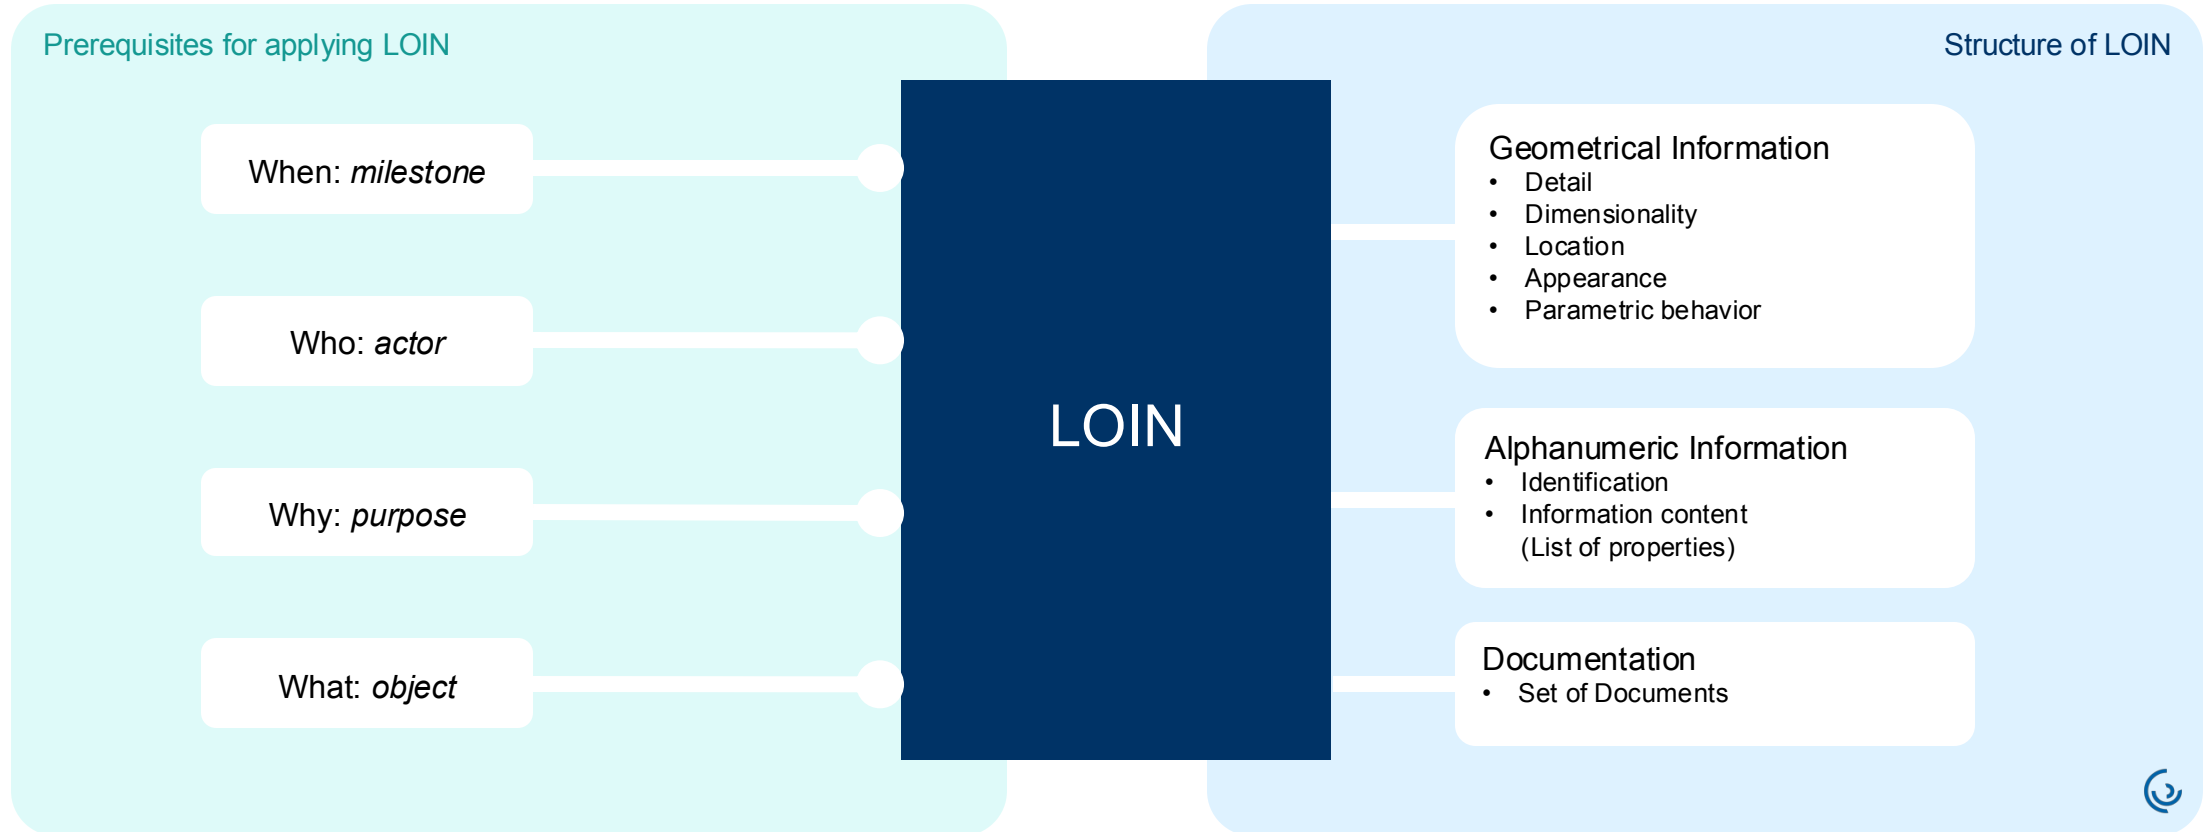 Prerequisites for applying LOIN
When: milestone
Who: actor
Why: purpose
What: object
LOIN
Structure of LOIN
Geometrical Information
• Detail
• Dimensionality
• Location
• Appearance
• Parametric behavior
Alphanumeric Information
• Identification
• Information content
(List of properties)
Documentation
• Set of Documents